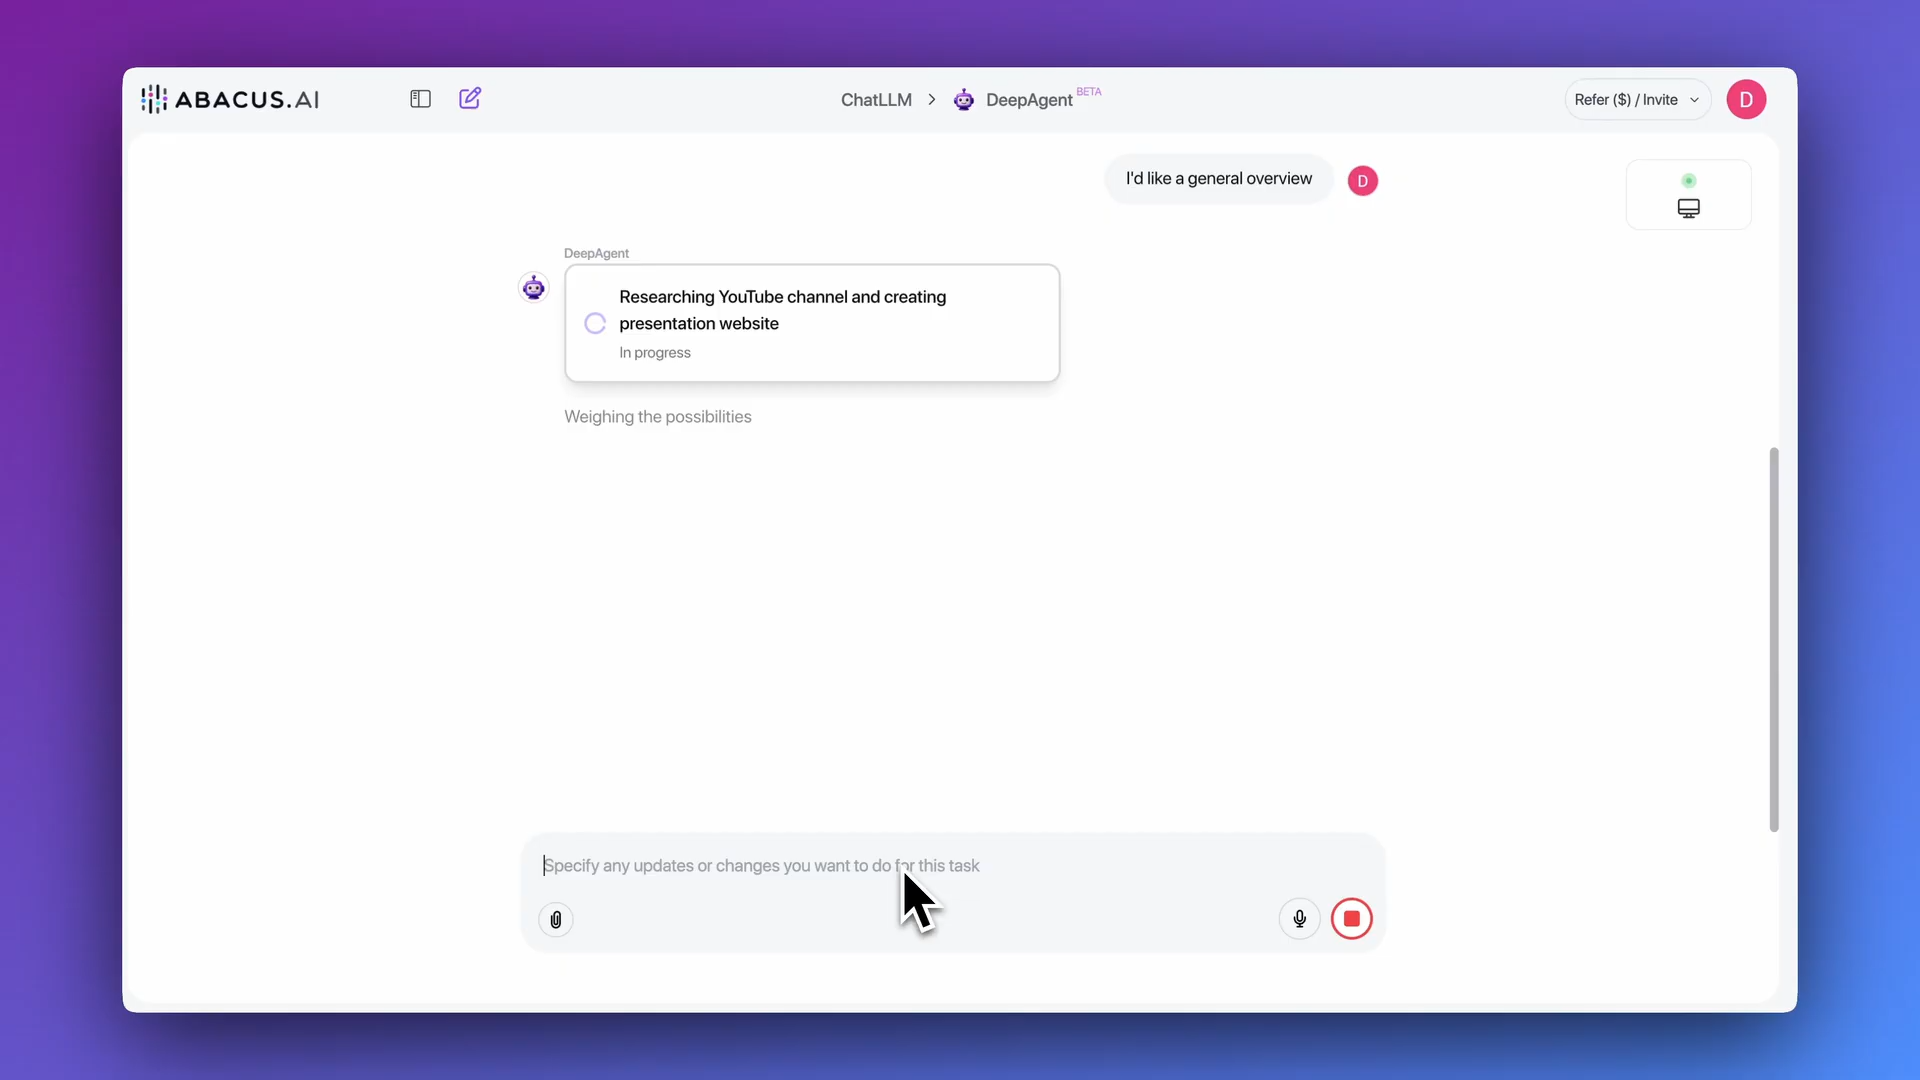 ABACUS.AI
ChatLLM > DeepAgent BETA
Refer ($) / Invite
D
I'd like a general overview
D
DeepAgent
Researching YouTube channel and creating
presentation website
In progress
Weighing the possibilities
Specify any updates or changes you want to do for this task